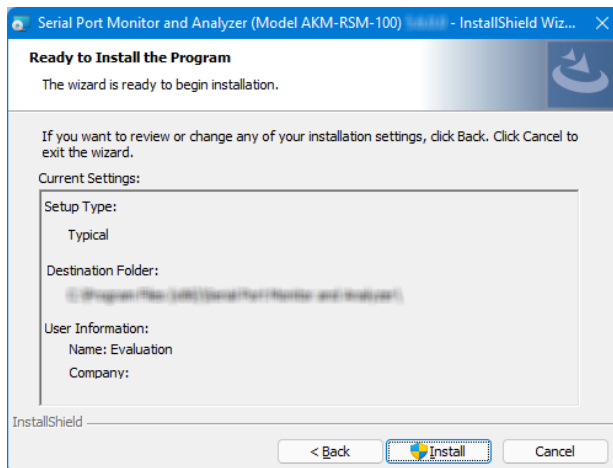 Serial Port Monitor and Analyzer (Model AKM-RSM-100) - InstallShield Wiz...
Ready to Install the Program
The wizard is ready to begin installation.
If you want to review or change any of your installation settings, click Back. Click Cancel to
exit the wizard.
Current Settings:
Setup Type:
Typical
Destination Folder:
User Information:
Name: Evaluation
Company:
InstallShield
< Back
Install
Cancel